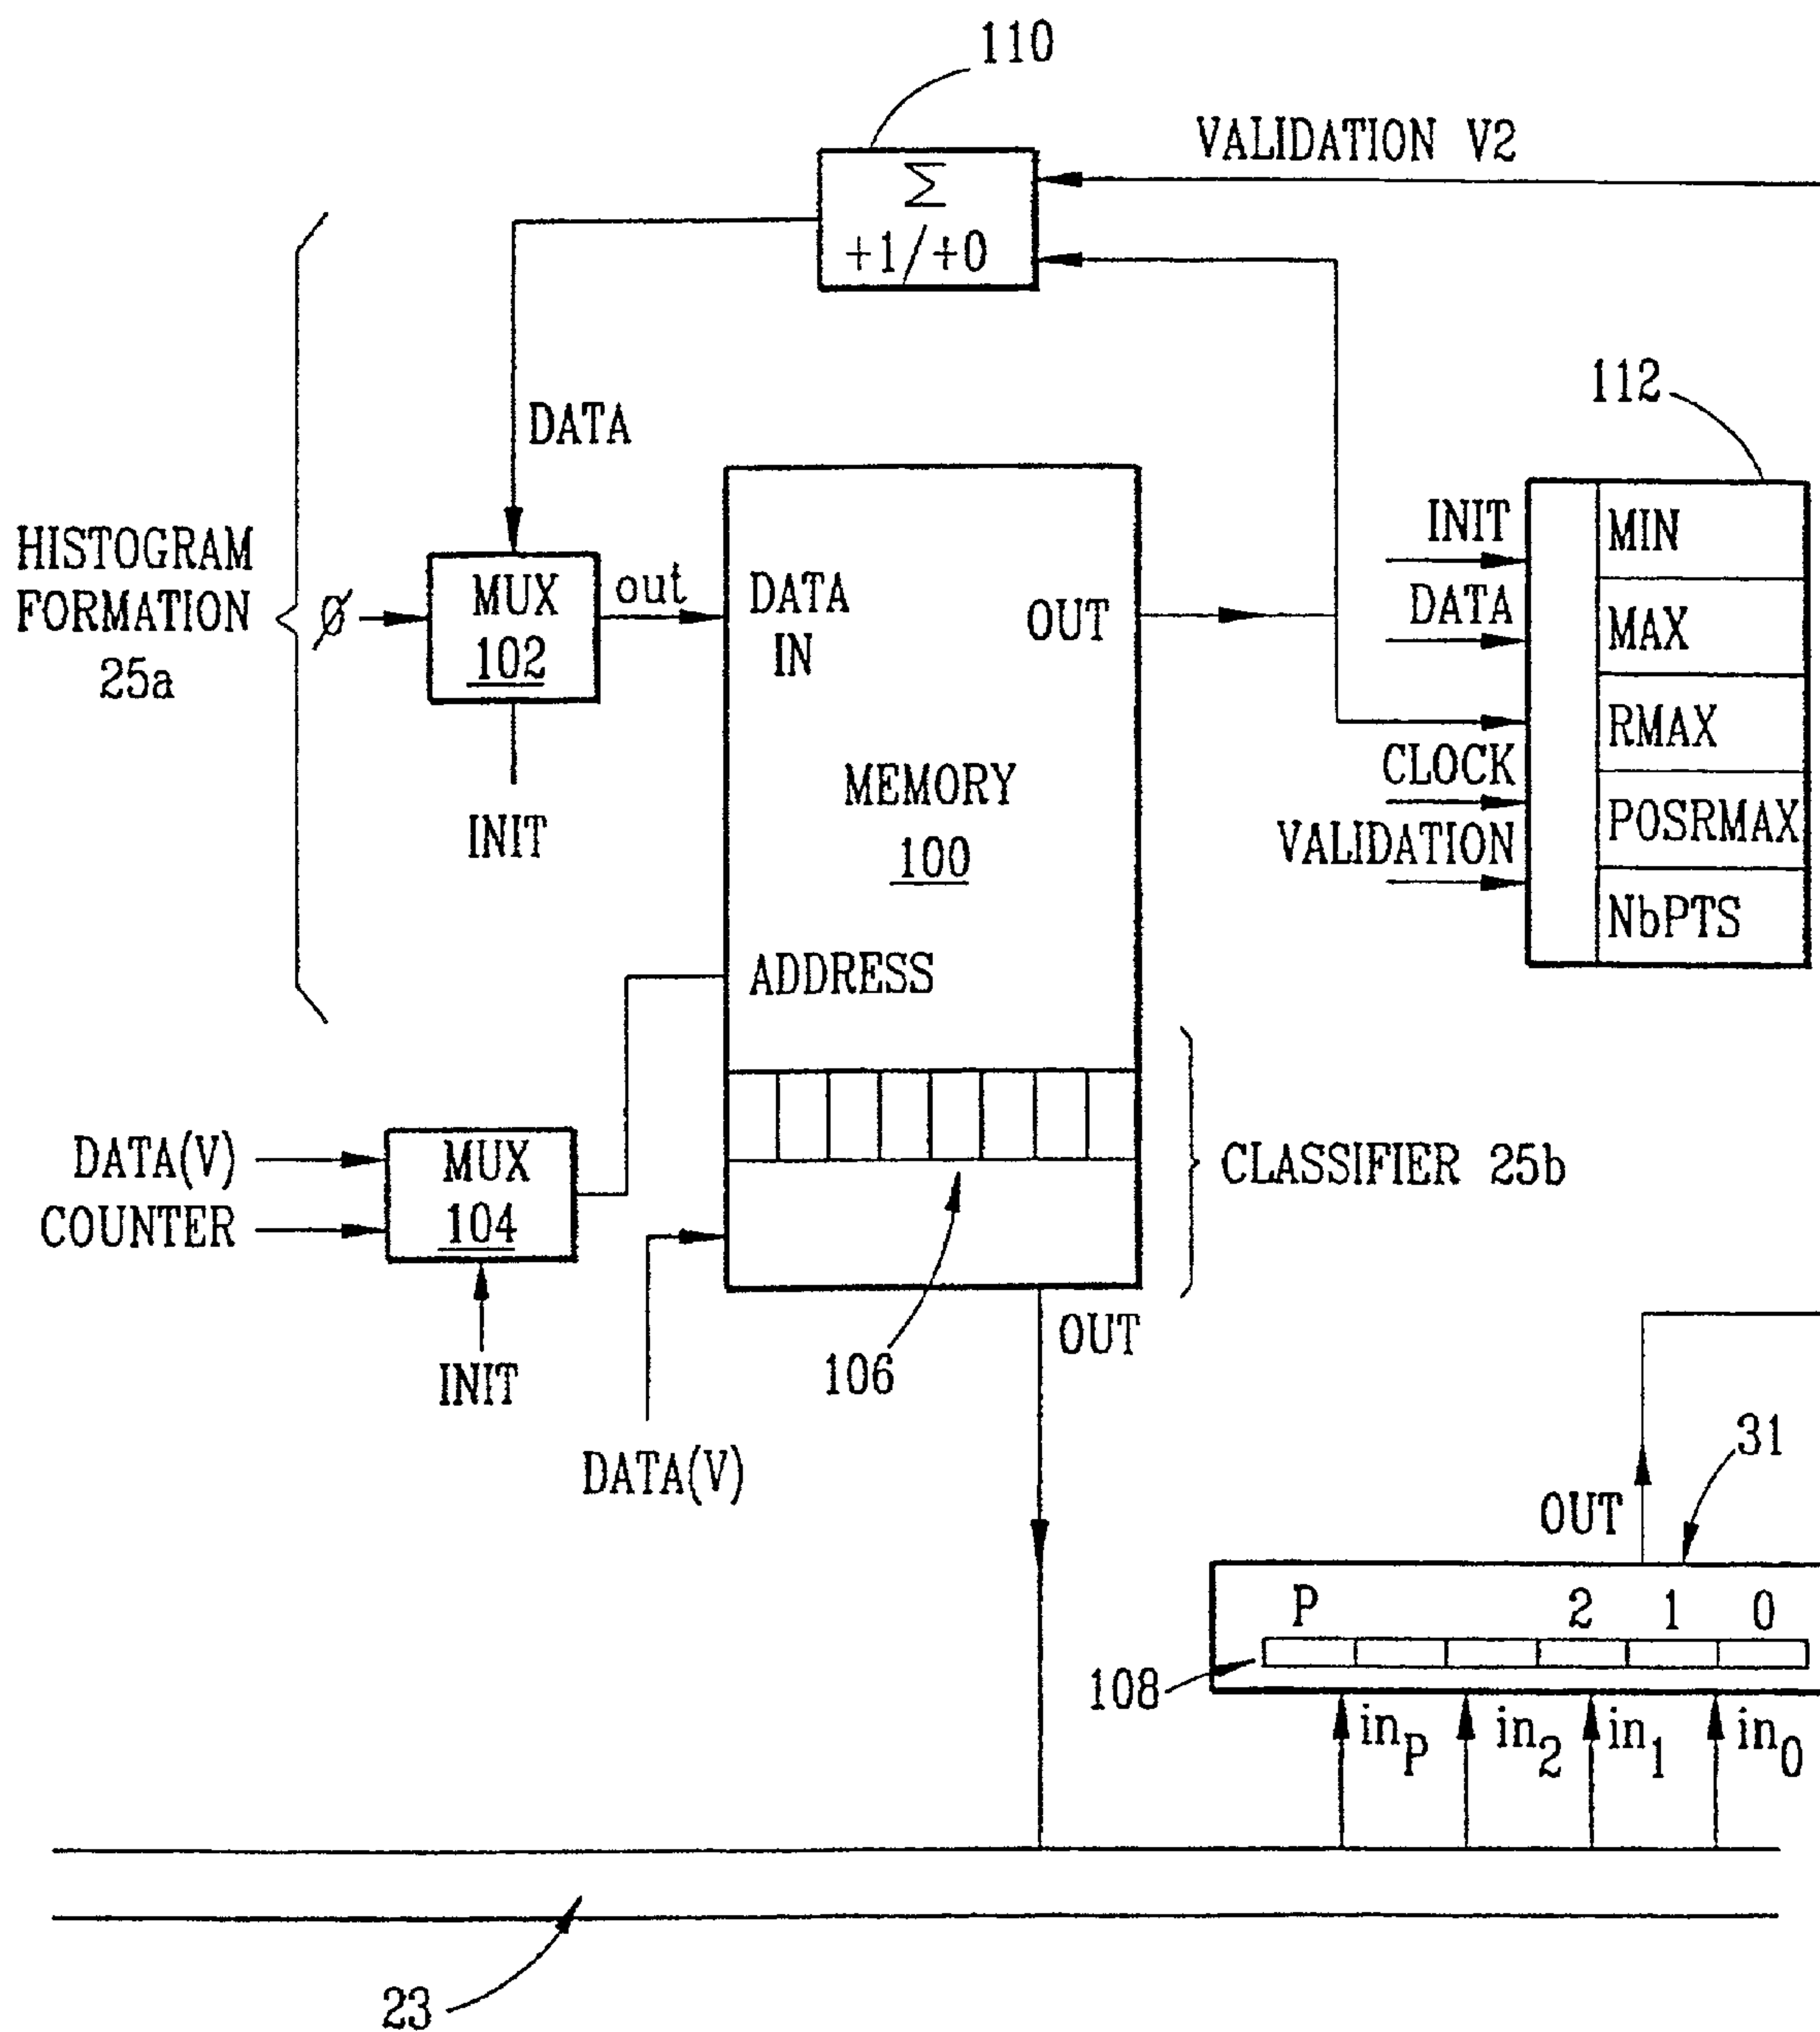 110
VALIDATION V2
Σ
+1/+0
112
DATA
HISTOGRAM
FORMATION
25a
Ø
MUX
102
out
INIT
DATA
IN
OUT
MEMORY
100
ADDRESS
INIT
DATA
CLOCK
VALIDATION
MIN
MAX
RMAX
POSRMAX
NbPTS
DATA(V)
COUNTER
MUX
104
INIT
CLASSIFIER 25b
106
OUT
DATA(V)
31
OUT
P 2 1 0
108
inP in2 in1 in0
23